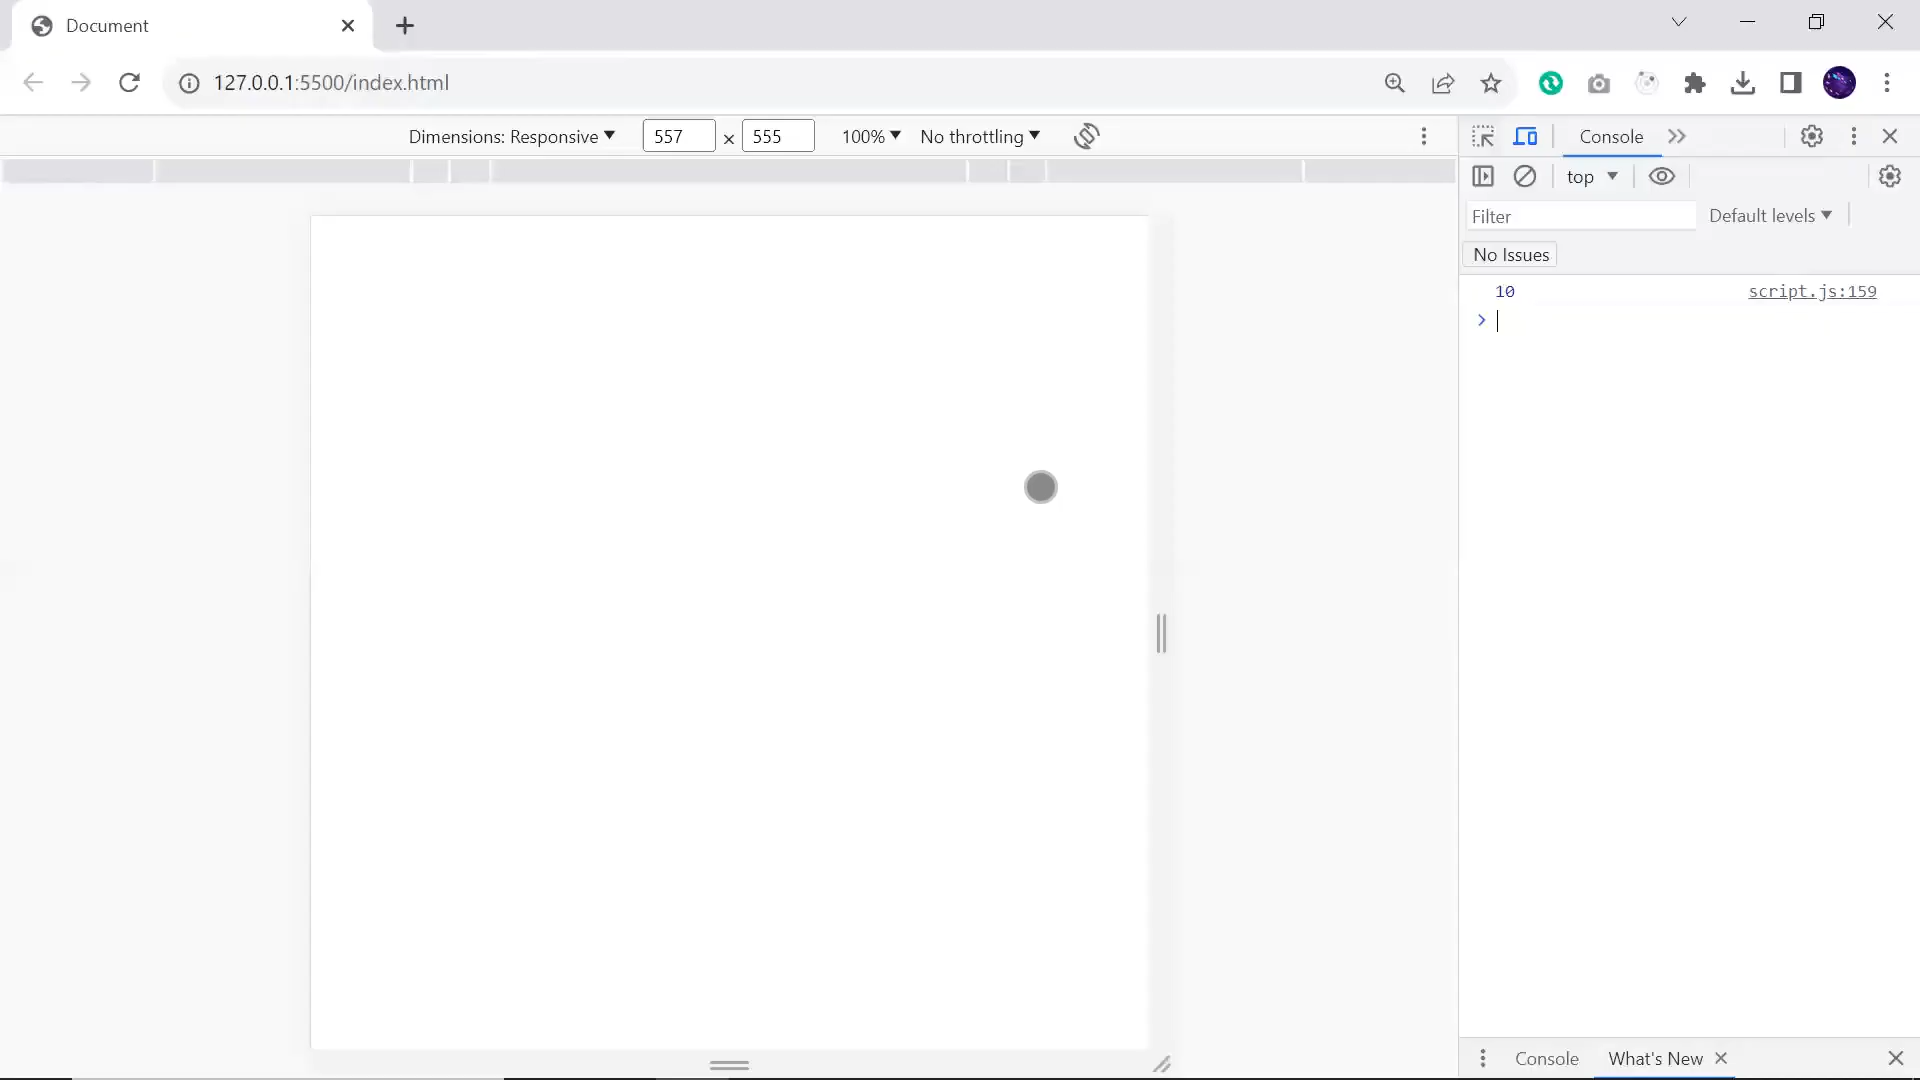 Document
127.0.0.1:5500/index.html
Dimensions: Responsive 557 × 555 100% No throttling
Console
top
Filter Default levels
No Issues
10 script.js:159
Console What's New